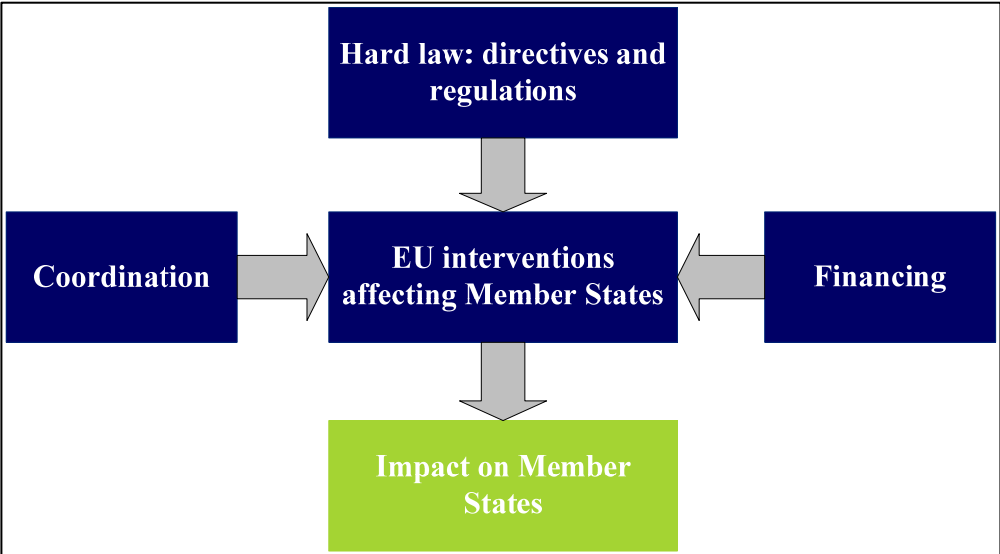 Hard law: directives and
regulations
Coordination
EU interventions
affecting Member States
Financing
Impact on Member
States